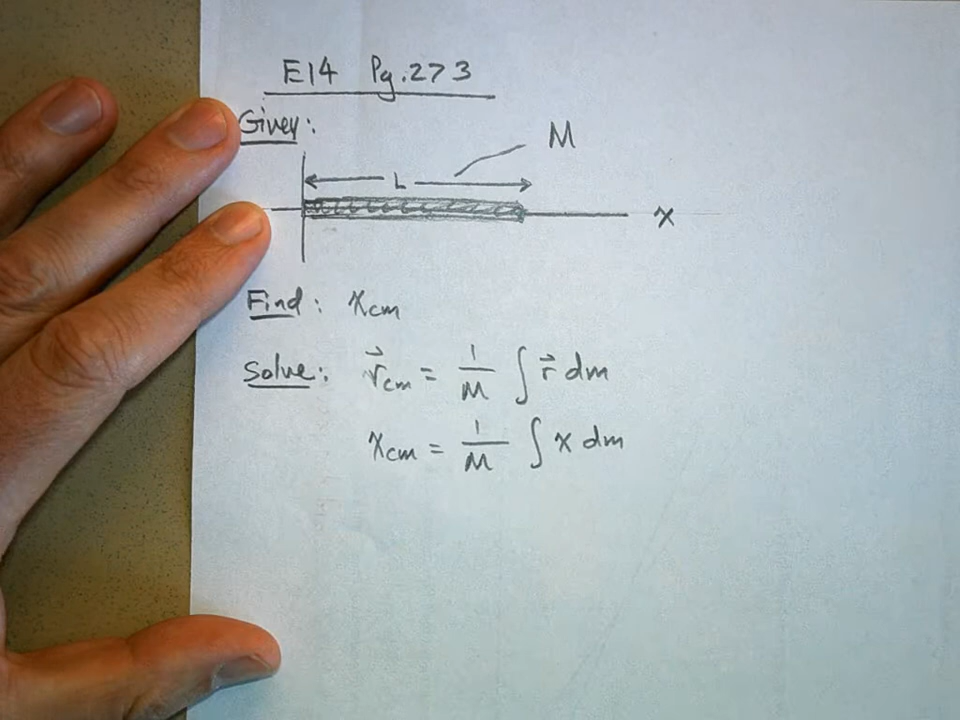 E14 Pg.273
Given:
M
L
x
Find: xcm
Solve: r⃗cm = 1/M ∫ r⃗ dm
xcm = 1/M ∫ x dm